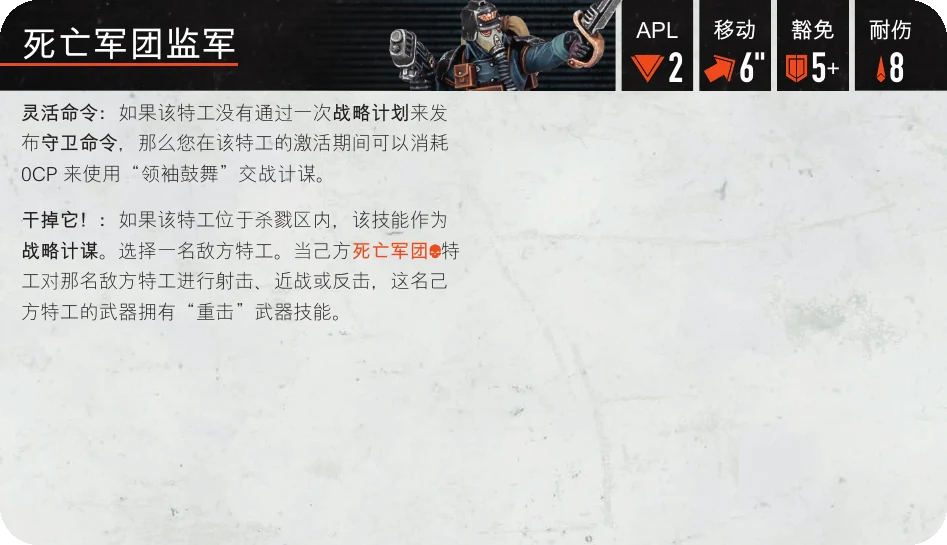 死亡军团监军
APL
2
移动
6"
豁免
5+
耐伤
8
灵活命令：如果该特工没有通过一次战略计划来发
布守卫命令，那么您在该特工的激活期间可以消耗
0CP 来使用“领袖鼓舞”交战计谋。
干掉它！：如果该特工位于杀戮区内，该技能作为
战略计谋。选择一名敌方特工。当己方死亡军团特
工对那名敌方特工进行射击、近战或反击，这名己
方特工的武器拥有“重击”武器技能。